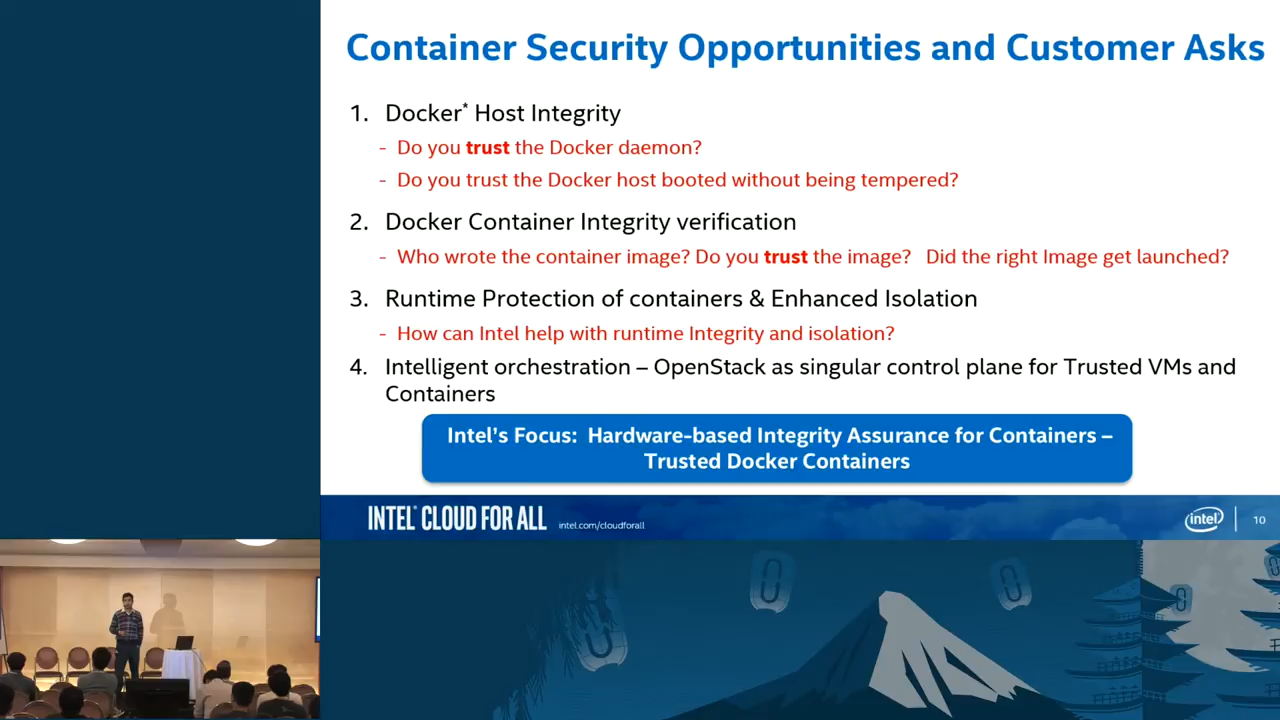 Container Security Opportunities and Customer Asks
1. Docker* Host Integrity
- Do you trust the Docker daemon?
- Do you trust the Docker host booted without being tempered?
2. Docker Container Integrity verification
- Who wrote the container image? Do you trust the image? Did the right Image get launched?
3. Runtime Protection of containers & Enhanced Isolation
- How can Intel help with runtime Integrity and isolation?
4. Intelligent orchestration – OpenStack as singular control plane for Trusted VMs and
Containers
Intel's Focus: Hardware-based Integrity Assurance for Containers –
Trusted Docker Containers
INTEL® CLOUD FOR ALL intel.com/cloudforall
intel 10